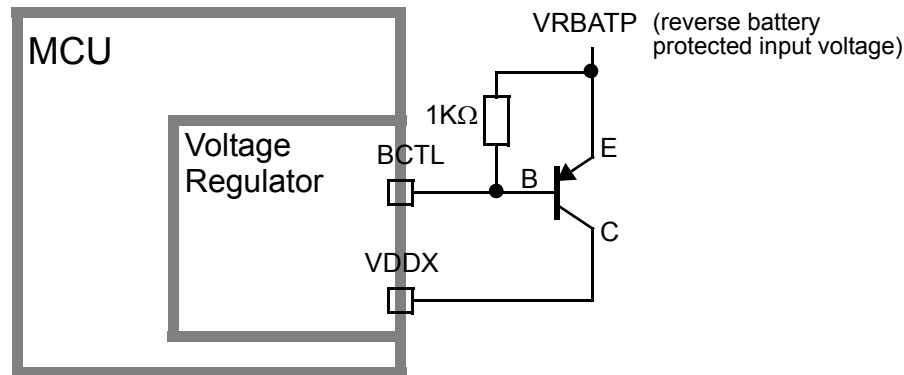 MCU
VRBATP (reverse battery
protected input voltage)
1KΩ
Voltage
Regulator
BCTL
B
E
C
VDDX